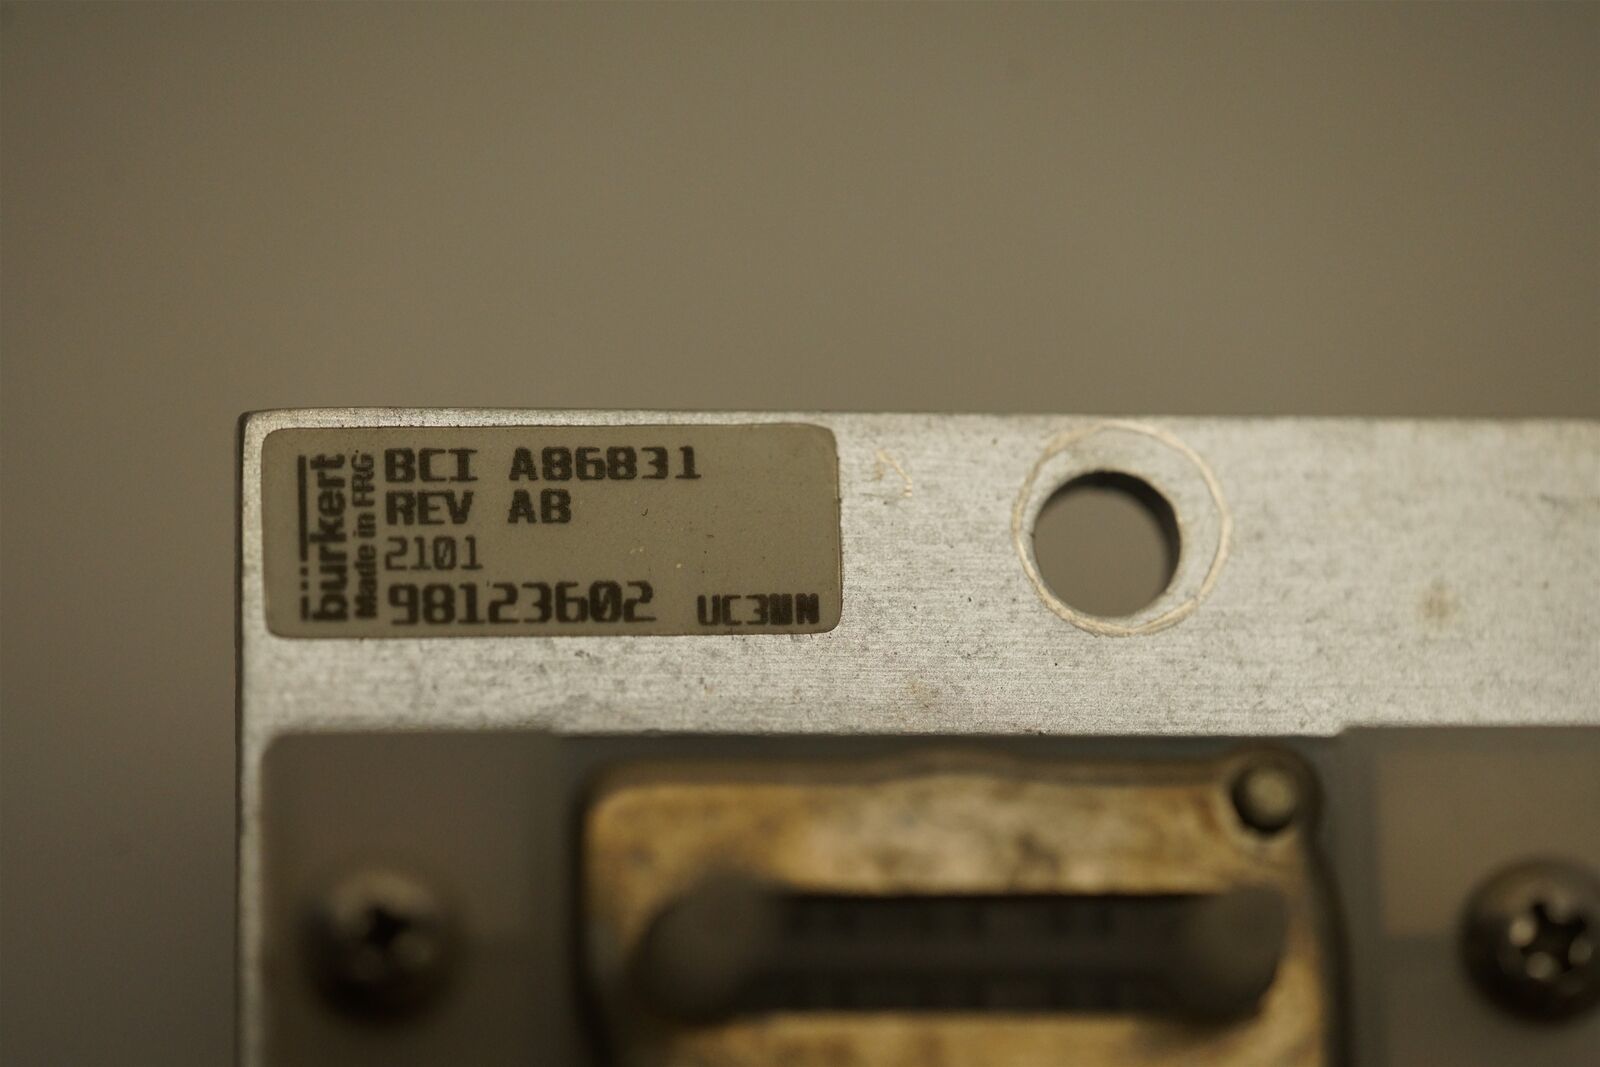 bürkert
Made in FRG
BCI A86831
REV AB
2101
98123602 UC3WN